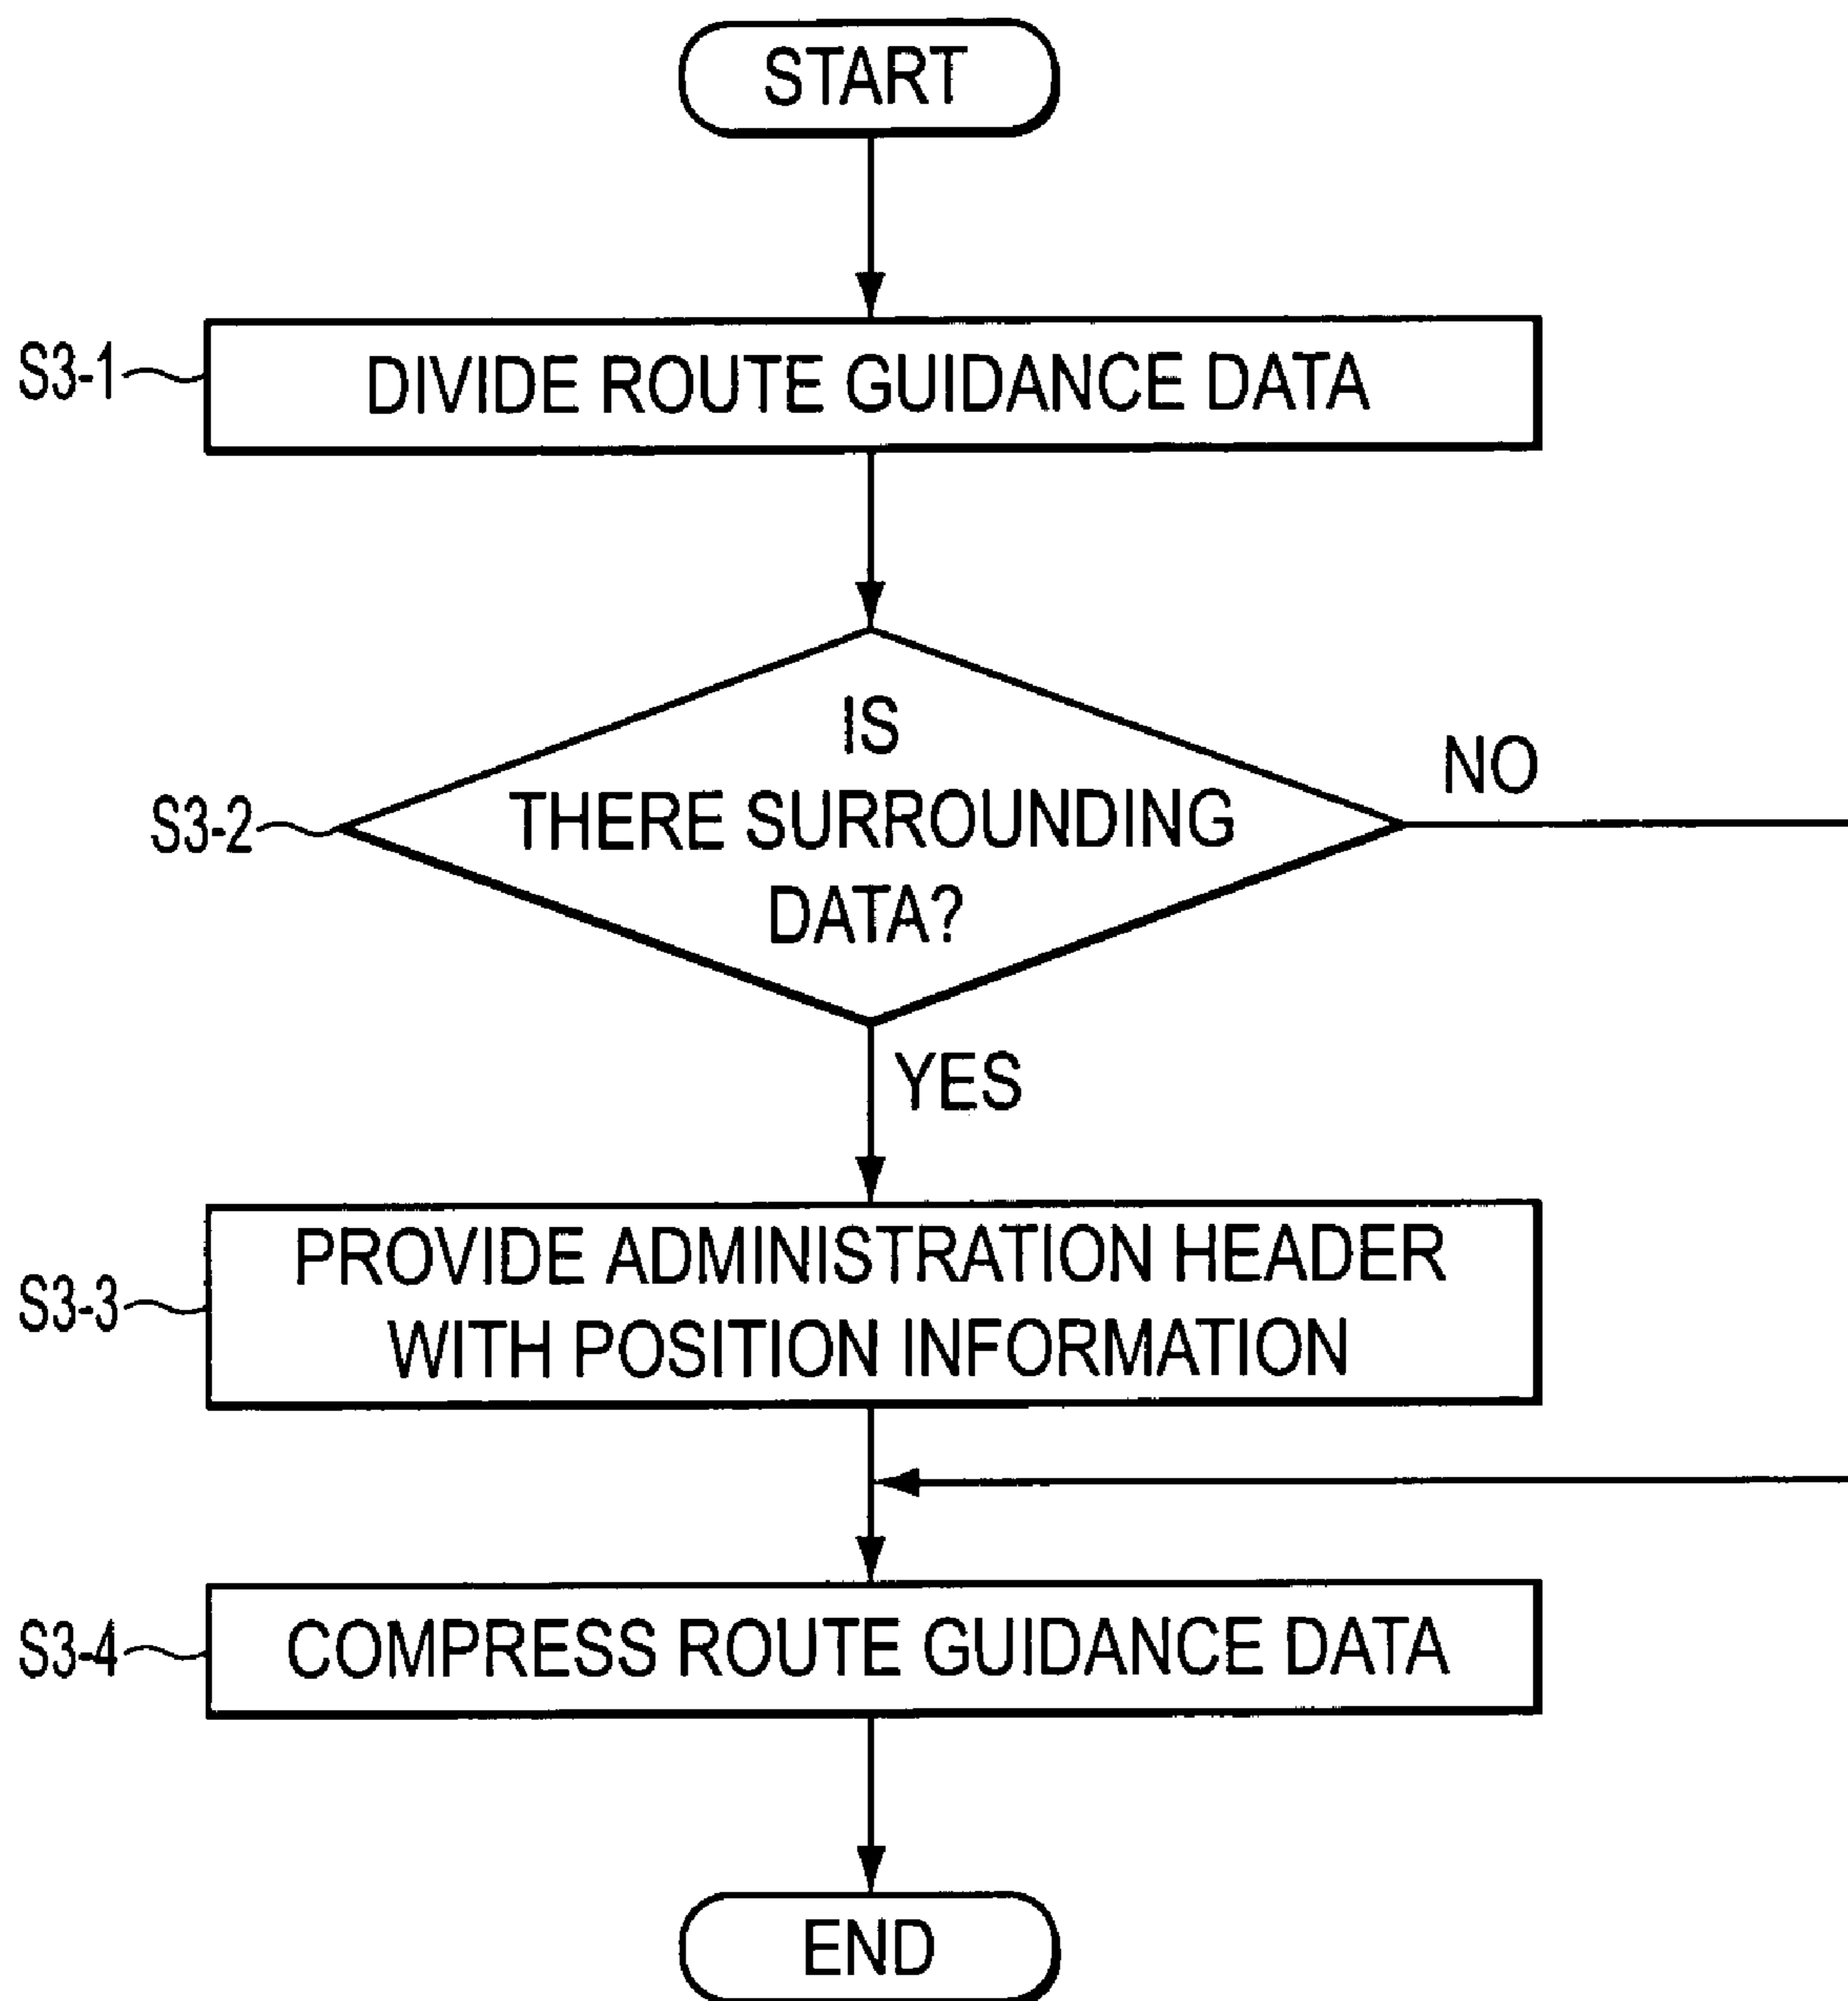 START
S3-1
DIVIDE ROUTE GUIDANCE DATA
IS
THERE SURROUNDING
DATA?
S3-2
NO
YES
S3-3
PROVIDE ADMINISTRATION HEADER
WITH POSITION INFORMATION
S3-4
COMPRESS ROUTE GUIDANCE DATA
END